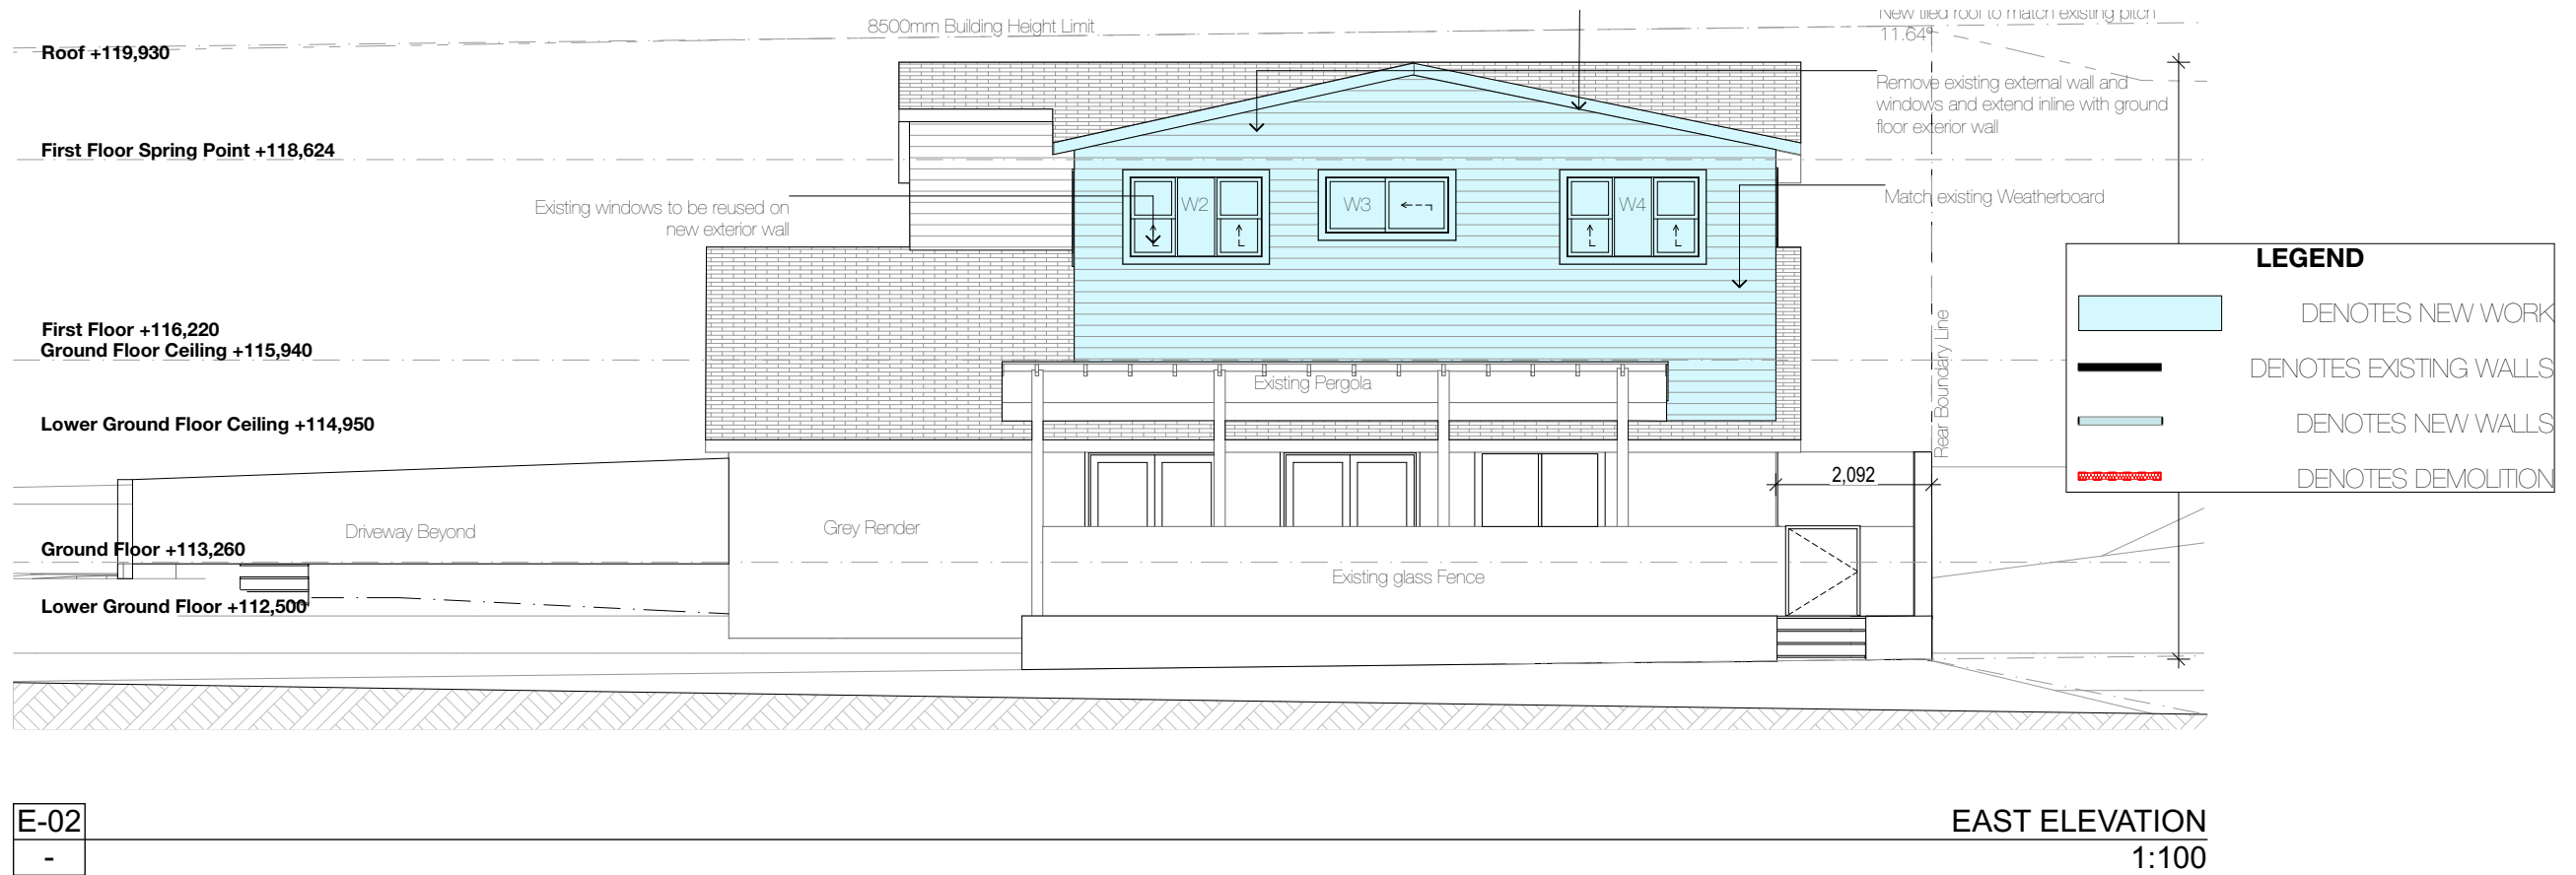 8500mm Building Height Limit
New tiled roof to match existing pitch
11.64°
Roof +119,930
Remove existing external wall and
windows and extend inline with ground
floor exterior wall
First Floor Spring Point +118,624
Existing windows to be reused on
new exterior wall
W2
W3
W4
Match existing Weatherboard
LEGEND
DENOTES NEW WORK
DENOTES EXISTING WALLS
DENOTES NEW WALLS
DENOTES DEMOLITION
First Floor +116,220
Ground Floor Ceiling +115,940
Existing Pergola
Rear Boundary Line
Lower Ground Floor Ceiling +114,950
2,092
Driveway Beyond
Grey Render
Ground Floor +113,260
Existing glass Fence
Lower Ground Floor +112,500
E-02
-
EAST ELEVATION
1:100